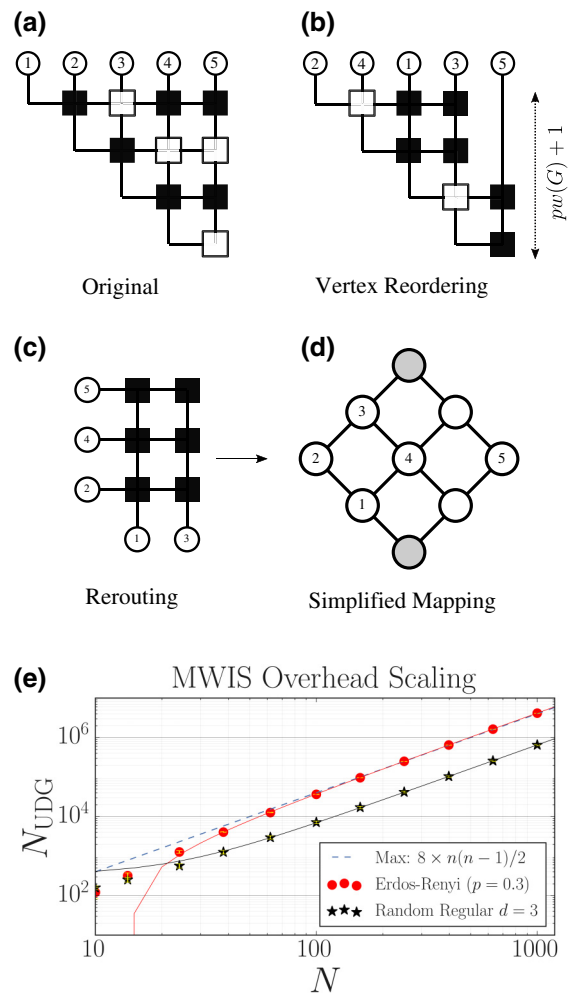 (a)
(b)
1 2 3 4 5
2 4 1 3 5
pw(G) + 1
Original
Vertex Reordering
(c)
(d)
5
4
2
1 3
3
2 4 5
1
Rerouting
Simplified Mapping
(e)
MWIS Overhead Scaling
N_UDG
10^6
10^4
10^2
Max: 8 × n(n − 1)/2
Erdos-Renyi (p = 0.3)
Random Regular d = 3
10 100 1000
N